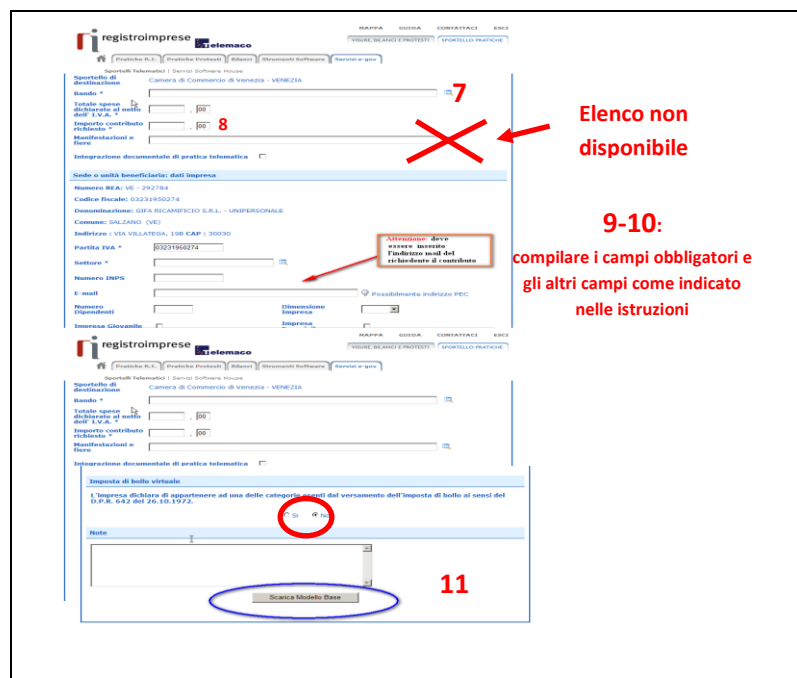 MAPPA GUIDA CONTATTACI ESCI
registroimprese
telemaco
VISURE, BILANCI E PROTESTI SPORTELLO PRATICHE
Pratiche R.I. Pratiche Protesti Bilanci Strumenti Software Servizi e-gov
Sportelli Telematici | Servizi Software House
Sportello di destinazione Camera di Commercio di Venezia - VENEZIA
Bando *
7
Totale spese
dichiarate al netto
dell' I.V.A. * , 00
Importo contributo
richiesto * , 00 8
Manifestazioni e
fiere
Elenco non
disponibile
Integrazione documentale di pratica telematica
Sede o unità beneficiaria: dati impresa
Numero REA: VE - 292784
Codice fiscale: 03231950274
Denominazione: GIFA RICAMIFICIO S.R.L. - UNIPERSONALE
Comune: SALZANO (VE)
Indirizzo : VIA VILLATEGA, 19B CAP : 30030
Partita IVA * 03231950274
Attenzione: deve
essere inserito
l'indirizzo mail del
richiedente il contributo
Settore *
Numero INPS
E-mail Possibilmente indirizzo PEC
Numero
Dipendenti
Dimensione
Impresa
Impresa Giovanile
Impresa
9-10:
compilare i campi obbligatori e
gli altri campi come indicato
nelle istruzioni
MAPPA GUIDA CONTATTACI ESCI
registroimprese
telemaco
VISURE, BILANCI E PROTESTI SPORTELLO PRATICHE
Pratiche R.I. Pratiche Protesti Bilanci Strumenti Software Servizi e-gov
Sportelli Telematici | Servizi Software House
Sportello di destinazione Camera di Commercio di Venezia - VENEZIA
Bando *
Totale spese
dichiarate al netto
dell' I.V.A. * , 00
Importo contributo
richiesto * , 00
Manifestazioni e
fiere
Integrazione documentale di pratica telematica
Imposta di bollo virtuale
L'impresa dichiara di appartenere ad una delle categorie esenti dal versamento dell'imposta di bollo ai sensi del
D.P.R. 642 del 26.10.1972.
Si No
Note
11
Scarica Modello Base